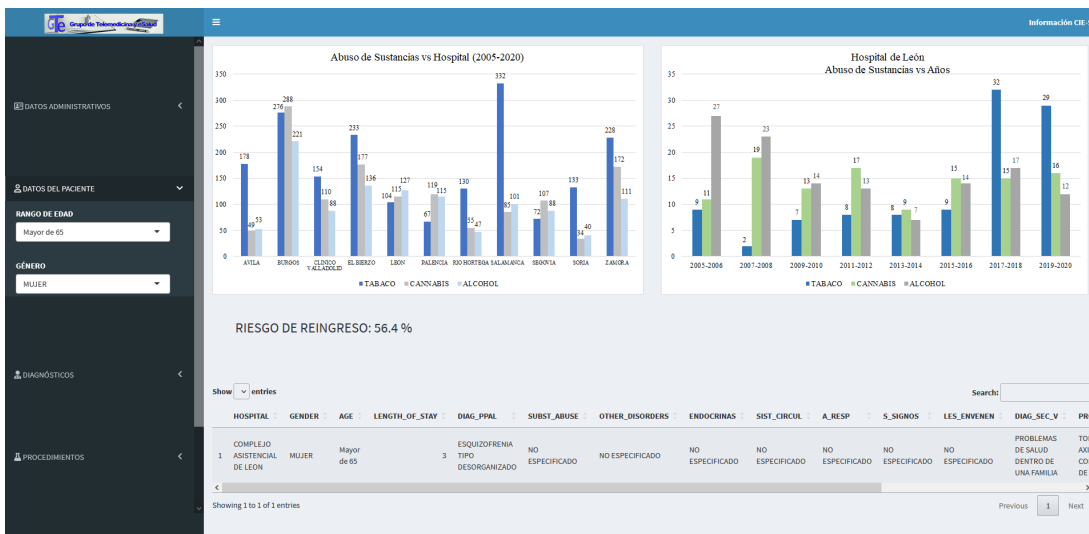 GTe Grupo de Telemedicina y eSalud
Información CIE-
DATOS ADMINISTRATIVOS
DATOS DEL PACIENTE
RANGO DE EDAD
Mayor de 65
GÉNERO
MUJER
DIAGNÓSTICOS
PROCEDIMIENTOS
Abuso de Sustancias vs Hospital (2005-2020)
350
300
250
200
150
100
50
0
178 49 53
276 288 221
154 110 88
233 177 136
104 115 127
67 119 115
130 55 47
332 85 101
72 107 88
133 34 40
228 172 111
AVILA BURGOS CLINICO VALLADOLID EL BIERZO LEON PALENCIA RIO HORTEGA SALAMANCA SEGOVIA SORIA ZAMORA
TABACO CANNABIS ALCOHOL
Hospital de León
Abuso de Sustancias vs Años
35
30
25
20
15
10
5
0
9 11 27
2 19 23
7 13 14
8 17 13
8 9 7
9 15 14
32 15 17
29 16 12
2005-2006 2007-2008 2009-2010 2011-2012 2013-2014 2015-2016 2017-2018 2019-2020
TABACO CANNABIS ALCOHOL
RIESGO DE REINGRESO: 56.4 %
Show entries
Search:
HOSPITAL GENDER AGE LENGTH_OF_STAY DIAG_PPAL SUBST_ABUSE OTHER_DISORDERS ENDOCRINAS SIST_CIRCUL A_RESP S_SIGNOS LES_ENVENEN DIAG_SEC_V PR
1 COMPLEJO ASISTENCIAL DE LEON MUJER Mayor de 65 3 ESQUIZOFRENIA TIPO DESORGANIZADO NO ESPECIFICADO NO ESPECIFICADO NO ESPECIFICADO NO ESPECIFICADO NO ESPECIFICADO NO ESPECIFICADO NO ESPECIFICADO PROBLEMAS DE SALUD DENTRO DE UNA FAMILIA
Showing 1 to 1 of 1 entries
Previous 1 Next